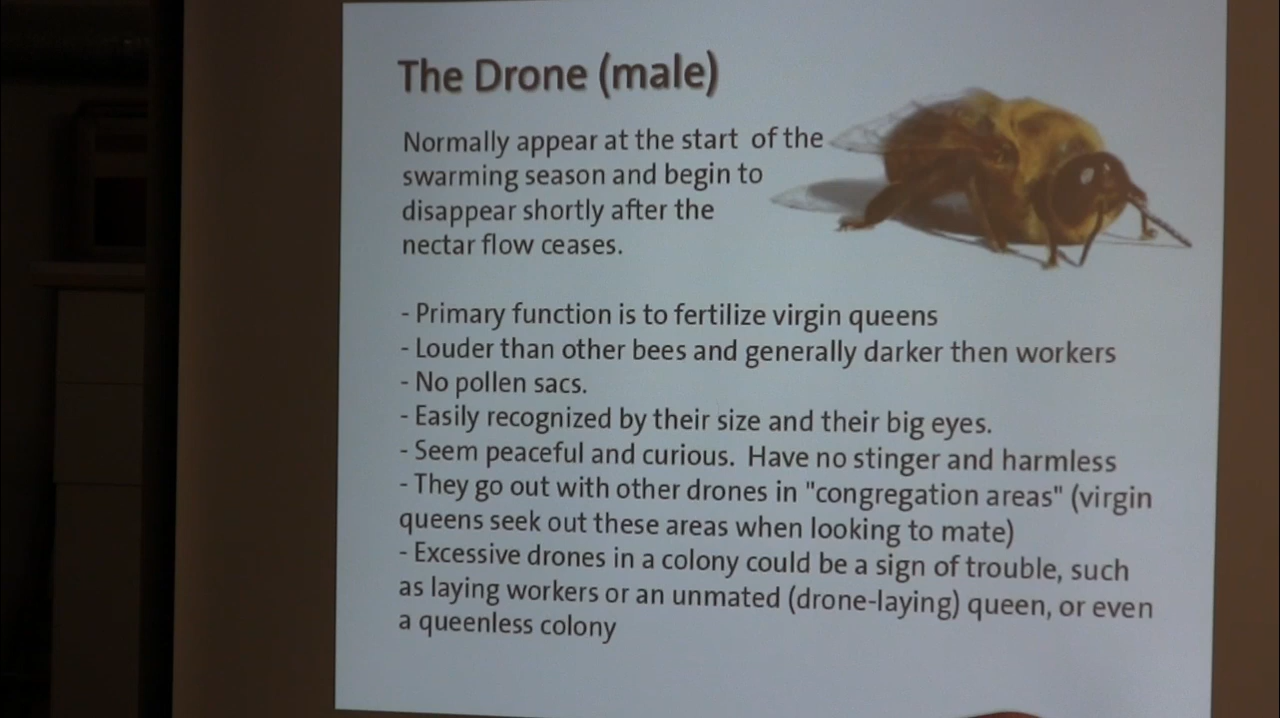 The Drone (male)
Normally appear at the start of the
swarming season and begin to
disappear shortly after the
nectar flow ceases.
- Primary function is to fertilize virgin queens
- Louder than other bees and generally darker then workers
- No pollen sacs.
- Easily recognized by their size and their big eyes.
- Seem peaceful and curious. Have no stinger and harmless
- They go out with other drones in "congregation areas" (virgin
queens seek out these areas when looking to mate)
- Excessive drones in a colony could be a sign of trouble, such
as laying workers or an unmated (drone-laying) queen, or even
a queenless colony